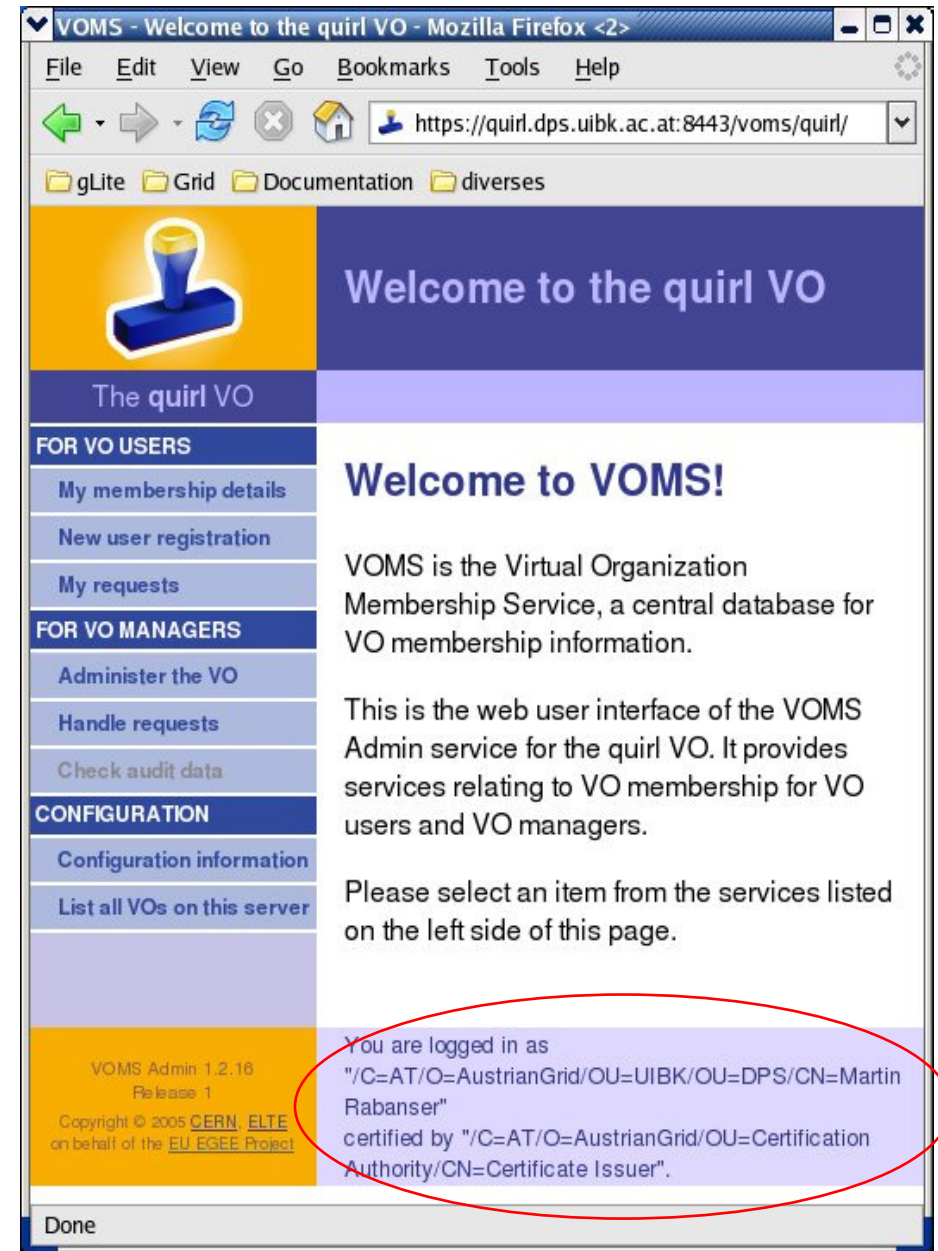 VOMS - Welcome to the quirl VO - Mozilla Firefox <2>
File Edit View Go Bookmarks Tools Help
https://quirl.dps.uibk.ac.at:8443/voms/quirl/
gLite Grid Documentation diverses
Welcome to the quirl VO
The quirl VO
FOR VO USERS
My membership details
New user registration
My requests
FOR VO MANAGERS
Administer the VO
Handle requests
Check audit data
CONFIGURATION
Configuration information
List all VOs on this server
Welcome to VOMS!
VOMS is the Virtual Organization
Membership Service, a central database for
VO membership information.
This is the web user interface of the VOMS
Admin service for the quirl VO. It provides
services relating to VO membership for VO
users and VO managers.
Please select an item from the services listed
on the left side of this page.
VOMS Admin 1.2.16
Release 1
Copyright © 2005 CERN, ELTE
on behalf of the EU EGEE Project
You are logged in as
"/C=AT/O=AustrianGrid/OU=UIBK/OU=DPS/CN=Martin
Rabanser"
certified by "/C=AT/O=AustrianGrid/OU=Certification
Authority/CN=Certificate Issuer".
Done